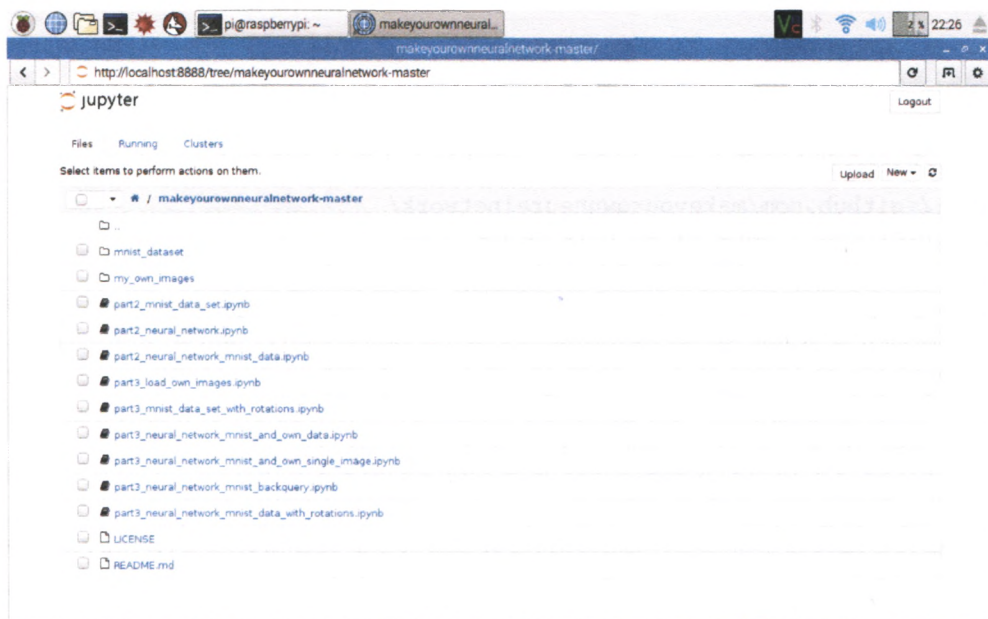 pi@raspberrypi: ~ makeyourownneural... 2 % 22:26
makeyourownneuralnetwork-master/
http://localhost:8888/tree/makeyourownneuralnetwork-master
jupyter Logout
Files Running Clusters
Select items to perform actions on them. Upload New
/ makeyourownneuralnetwork-master
..
mnist_dataset
my_own_images
part2_mnist_data_set.ipynb
part2_neural_network.ipynb
part2_neural_network_mnist_data.ipynb
part3_load_own_images.ipynb
part3_mnist_data_set_with_rotations.ipynb
part3_neural_network_mnist_and_own_data.ipynb
part3_neural_network_mnist_and_own_single_image.ipynb
part3_neural_network_mnist_backquery.ipynb
part3_neural_network_mnist_data_with_rotations.ipynb
LICENSE
README.md